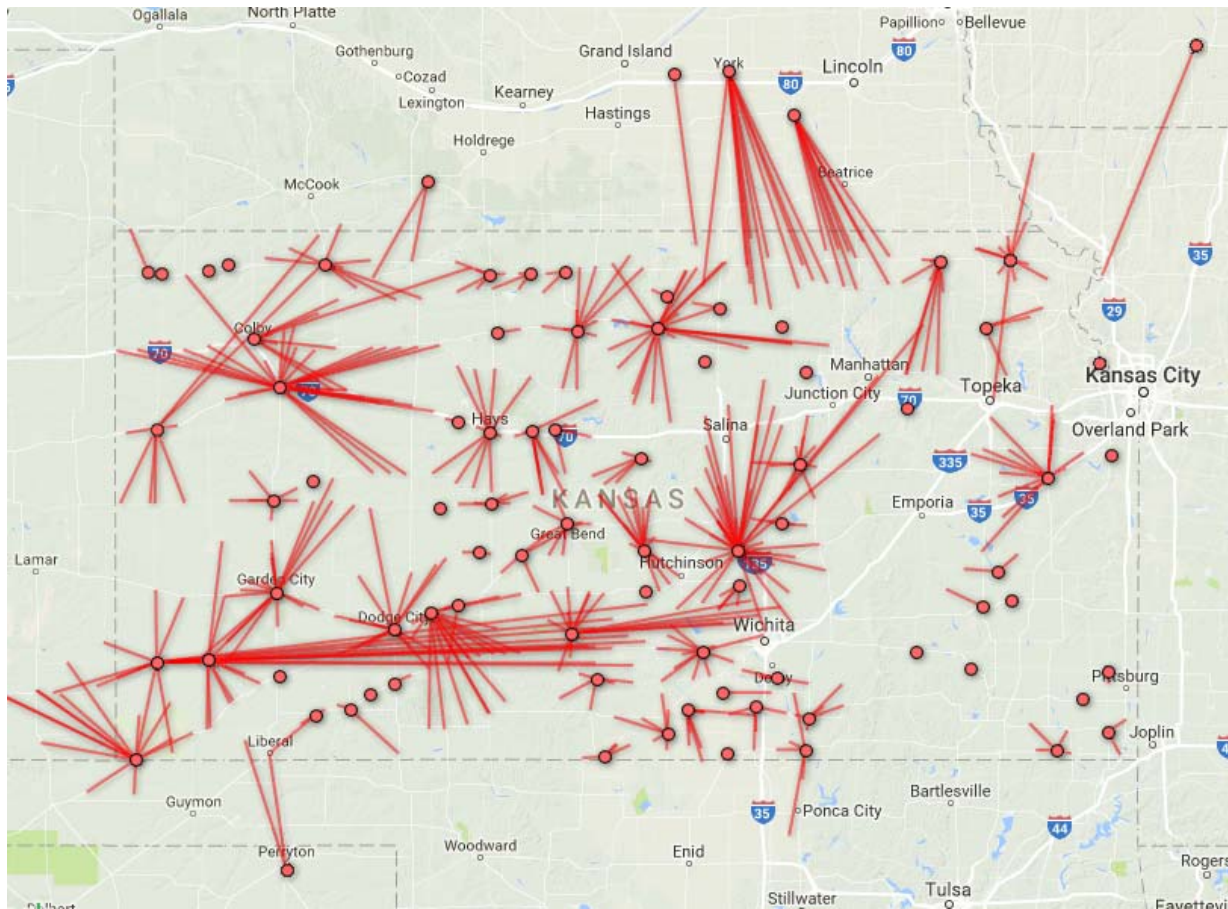 Ogallala
North Platte
Papillion
Bellevue
Gothenburg
Grand Island
York
Lincoln
80
80
Cozad
Lexington
Kearney
Hastings
Holdrege
McCook
Beatrice
35
29
Colby
70
70
Manhattan
Junction City
70
Topeka
Kansas City
Overland Park
Hays
70
Salina
335
KANSAS
Emporia
35
35
Lamar
Great Bend
Hutchinson
135
Garden City
Dodge City
Wichita
Derby
Pittsburg
Liberal
Joplin
Guymon
Bartlesville
35
Ponca City
44
Perryton
Woodward
Enid
Rogers
Stillwater
Tulsa